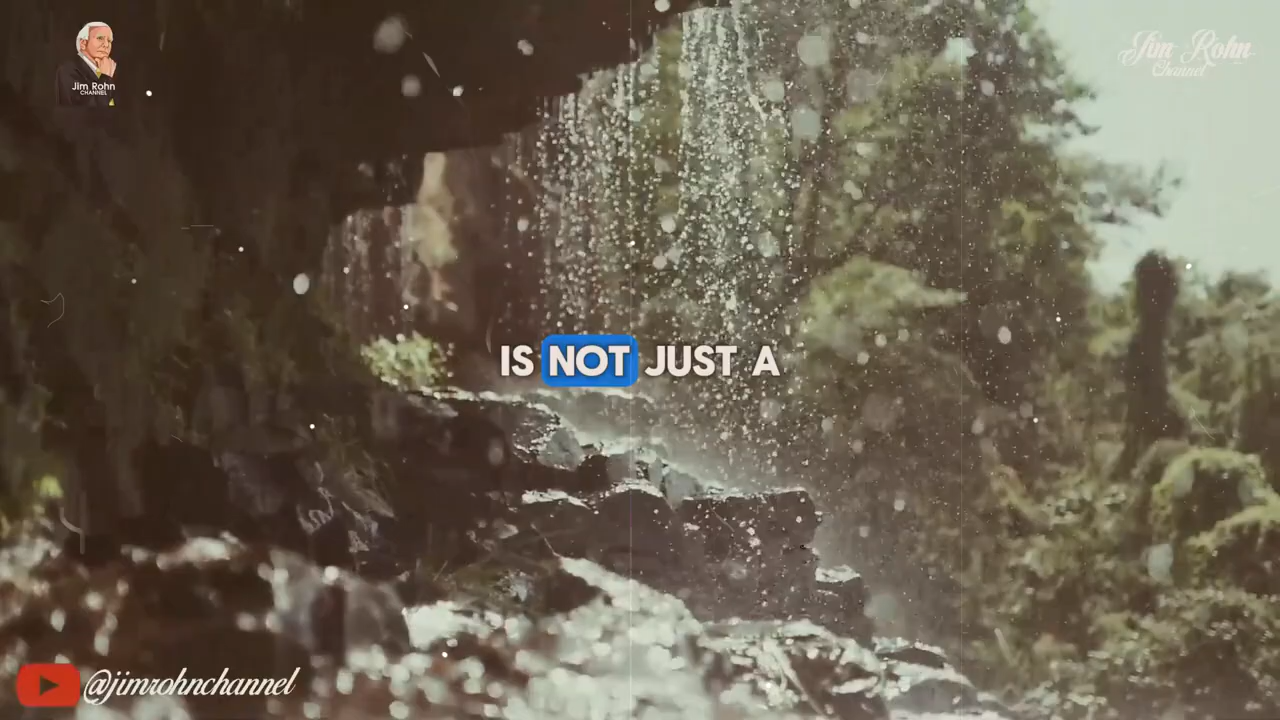 Jim Rohn
CHANNEL
Jim Rohn
Channel
IS NOT JUST A
@jimrohnchannel